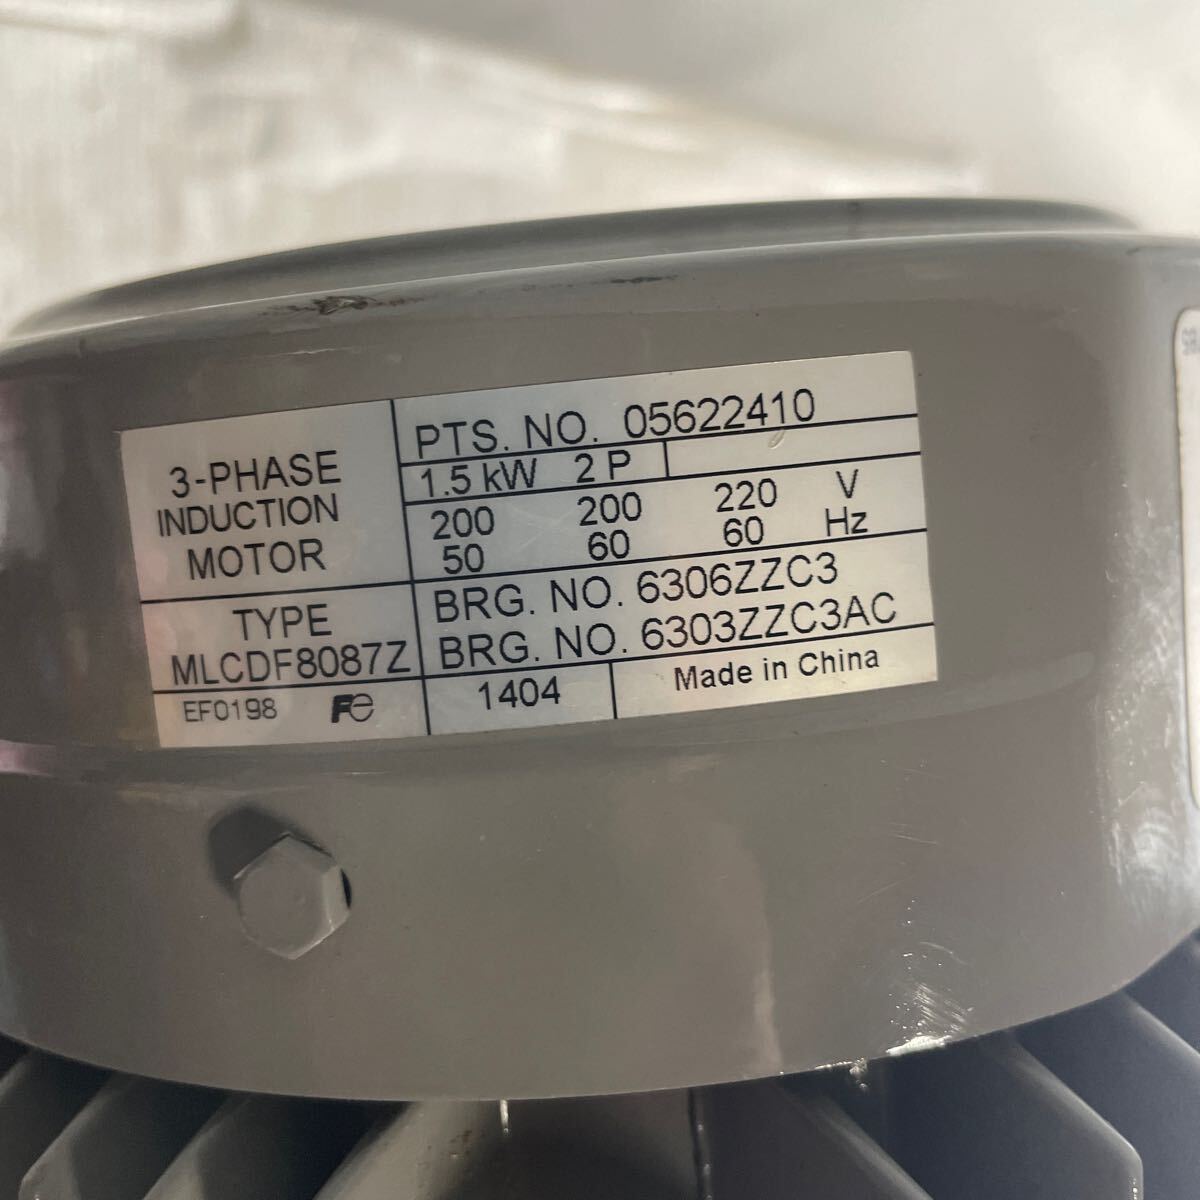 3-PHASE
INDUCTION
MOTOR
PTS. NO. 05622410
1.5 kW 2 P
200 200 220 V
50 60 60 Hz
TYPE
MLCDF8087Z
BRG. NO. 6306ZZC3
BRG. NO. 6303ZZC3AC
EF0198 Fe
1404
Made in China